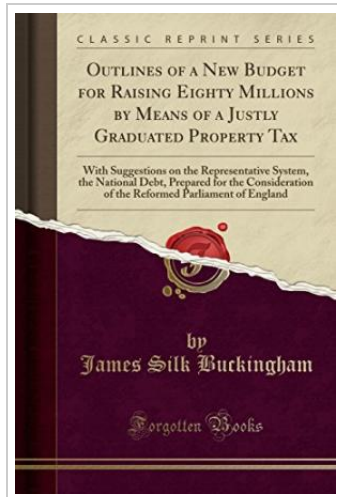 CLASSIC REPRINT SERIES
OUTLINES OF A NEW BUDGET
FOR RAISING EIGHTY MILLIONS
BY MEANS OF A JUSTLY
GRADUATED PROPERTY TAX
With Suggestions on the Representative System,
the National Debt, Prepared for the Consideration
of the Reformed Parliament of England
by
James Silk Buckingham
Forgotten Books